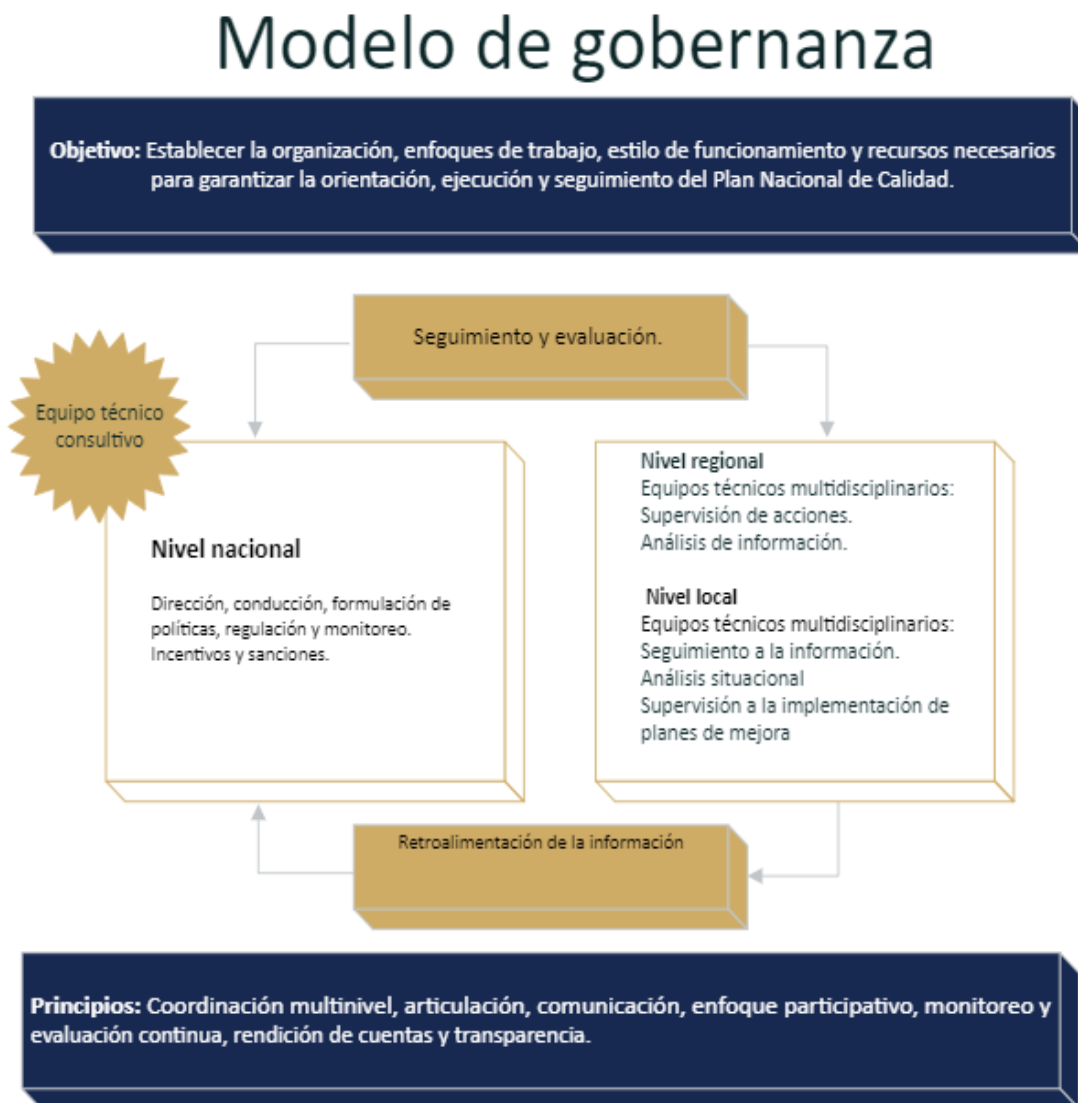 Modelo de gobernanza
Objetivo: Establecer la organización, enfoques de trabajo, estilo de funcionamiento y recursos necesarios
para garantizar la orientación, ejecución y seguimiento del Plan Nacional de Calidad.
Seguimiento y evaluación.
Equipo técnico
consultivo
Nivel nacional
Dirección, conducción, formulación de
políticas, regulación y monitoreo.
Incentivos y sanciones.
Nivel regional
Equipos técnicos multidisciplinarios:
Supervisión de acciones.
Análisis de información.
Nivel local
Equipos técnicos multidisciplinarios:
Seguimiento a la información.
Análisis situacional
Supervisión a la implementación de
planes de mejora
Retroalimentación de la información
Principios: Coordinación multinivel, articulación, comunicación, enfoque participativo, monitoreo y
evaluación continua, rendición de cuentas y transparencia.